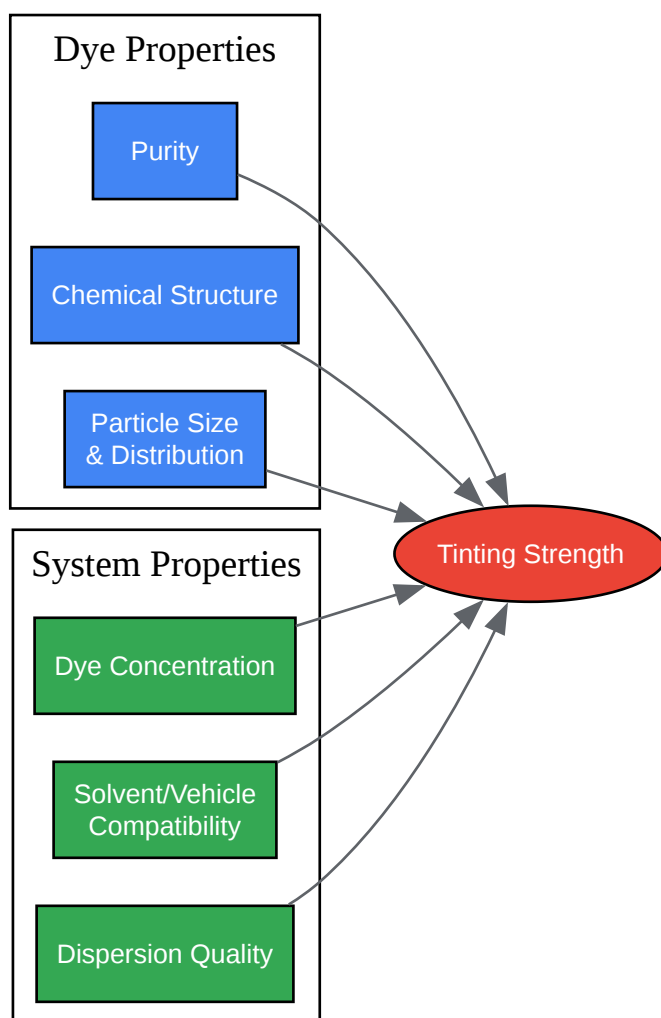 Dye Properties
Purity
Chemical Structure
Particle Size
& Distribution
Tinting Strength
System Properties
Dye Concentration
Solvent/Vehicle
Compatibility
Dispersion Quality